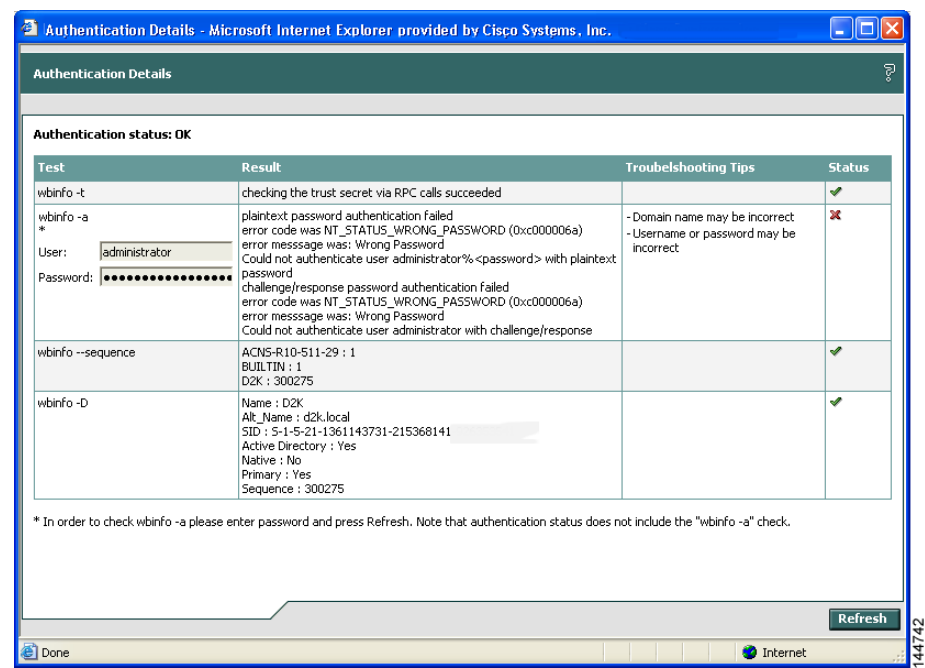 Authentication Details - Microsoft Internet Explorer provided by Cisco Systems, Inc.
Authentication Details
?
Authentication status: OK
Test Result Troubelshooting Tips Status
wbinfo -t checking the trust secret via RPC calls succeeded
wbinfo -a
*
User: administrator
Password: ●●●●●●●●●●●●●●●●●
plaintext password authentication failed
error code was NT_STATUS_WRONG_PASSWORD (0xc000006a)
error messsage was: Wrong Password
Could not authenticate user administrator%<password> with plaintext
password
challenge/response password authentication failed
error code was NT_STATUS_WRONG_PASSWORD (0xc000006a)
error messsage was: Wrong Password
Could not authenticate user administrator with challenge/response
- Domain name may be incorrect
- Username or password may be
incorrect
wbinfo --sequence
ACNS-R10-511-29 : 1
BUILTIN : 1
D2K : 300275
wbinfo -D
Name : D2K
Alt_Name : d2k.local
SID : S-1-5-21-1361143731-215368141
Active Directory : Yes
Native : No
Primary : Yes
Sequence : 300275
* In order to check wbinfo -a please enter password and press Refresh. Note that authentication status does not include the "wbinfo -a" check.
Refresh
Done
Internet
144742